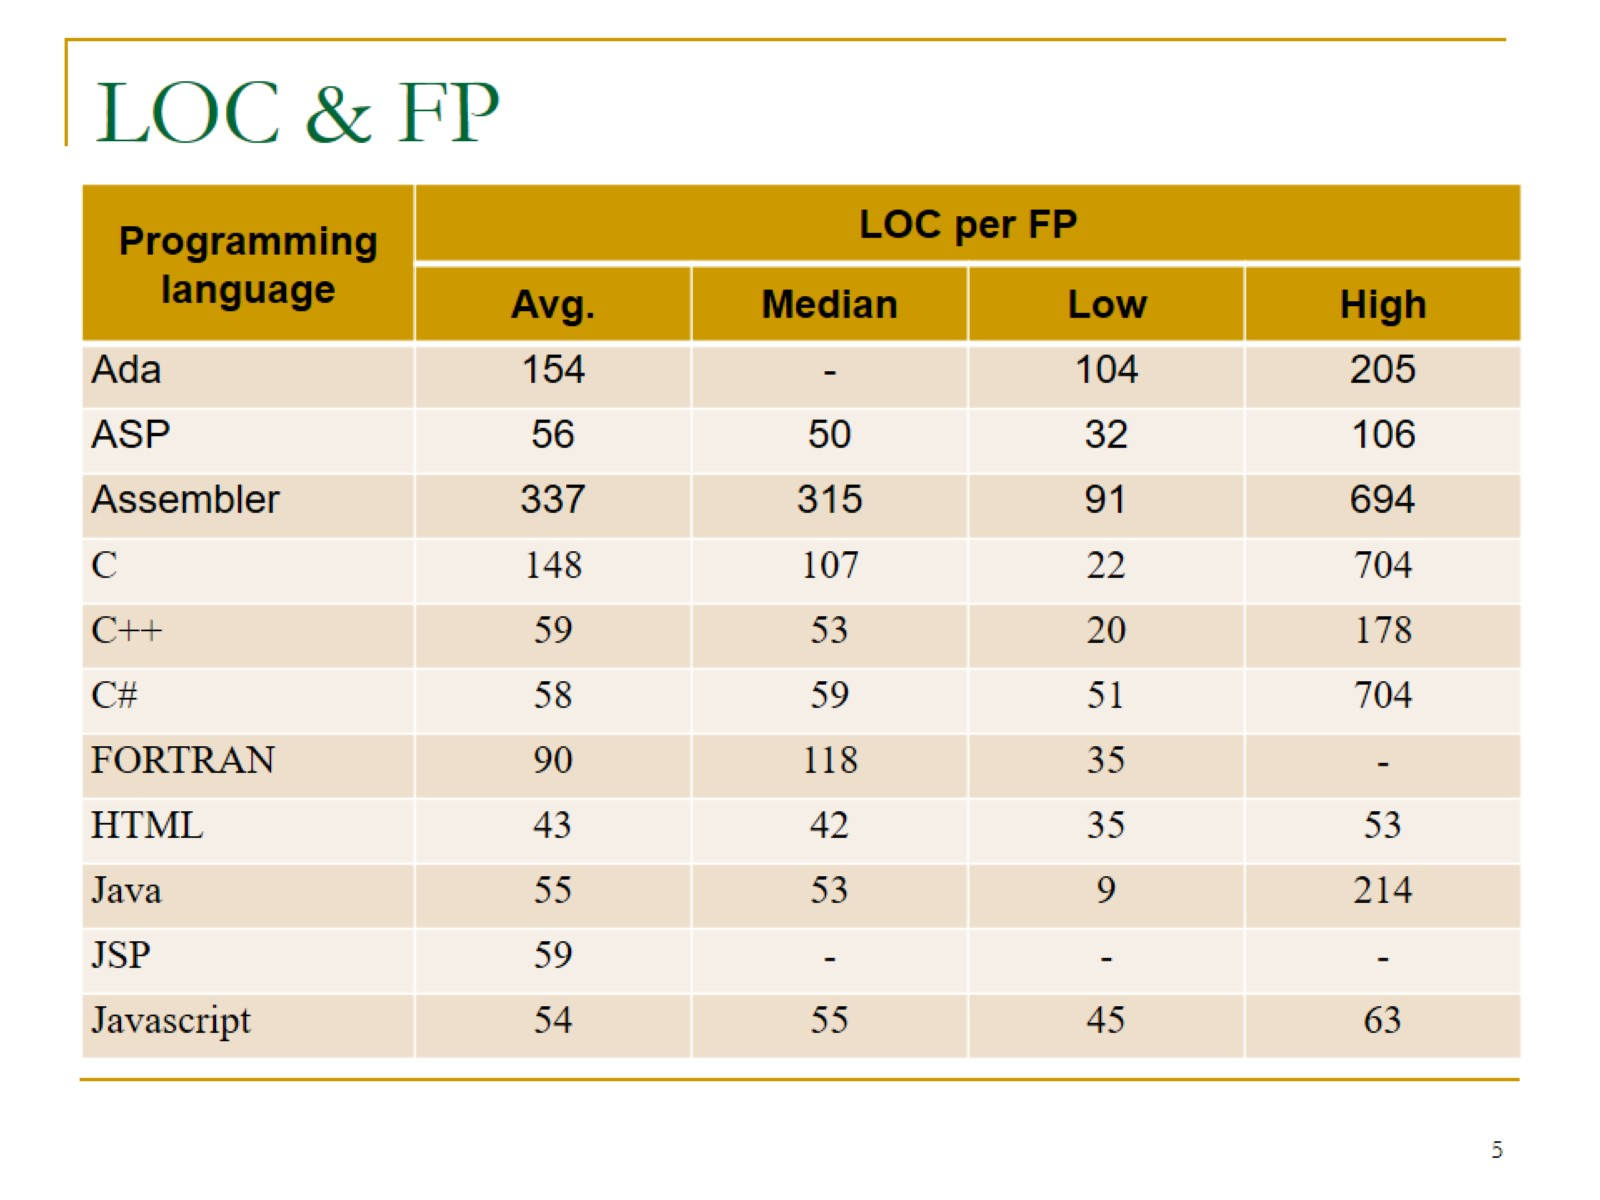 LOC & FP
Programming language LOC per FP
Avg. Median Low High
Ada 154 - 104 205
ASP 56 50 32 106
Assembler 337 315 91 694
C 148 107 22 704
C++ 59 53 20 178
C# 58 59 51 704
FORTRAN 90 118 35 -
HTML 43 42 35 53
Java 55 53 9 214
JSP 59 - - -
Javascript 54 55 45 63
5